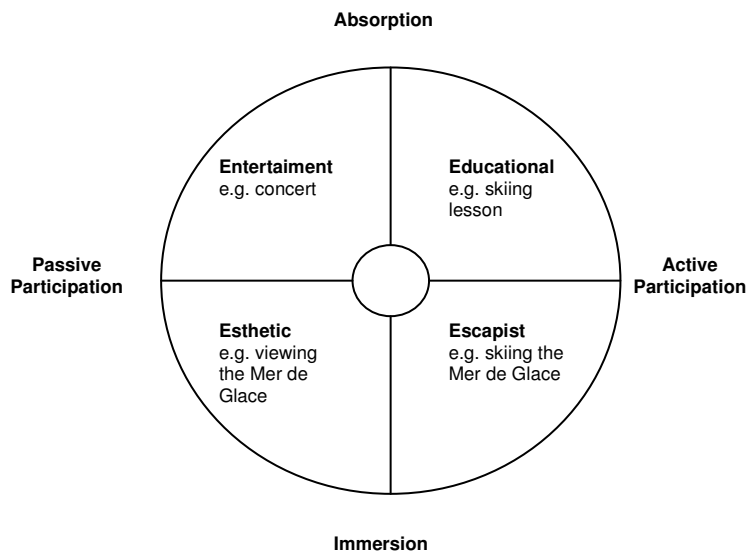 Absorption
Entertaiment
e.g. concert
Educational
e.g. skiing
lesson
Passive
Participation
Active
Participation
Esthetic
e.g. viewing
the Mer de
Glace
Escapist
e.g. skiing the
Mer de Glace
Immersion